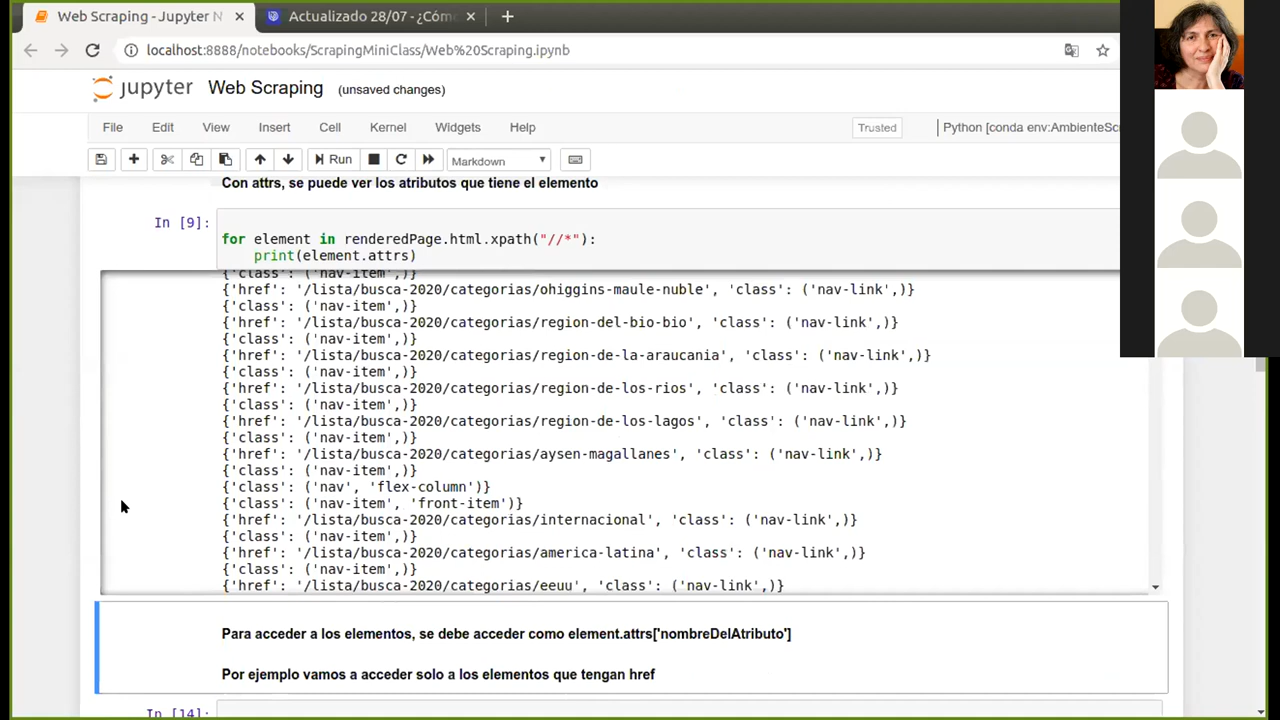 Web Scraping - Jupyter N
Actualizado 28/07 - ¿Cóm
localhost:8888/notebooks/ScrapingMiniClass/Web%20Scraping.ipynb
jupyter Web Scraping (unsaved changes)
File Edit View Insert Cell Kernel Widgets Help Trusted Python [conda env:AmbienteScr
Run Markdown
Con attrs, se puede ver los atributos que tiene el elemento
In [9]:
for element in renderedPage.html.xpath("//*"):
print(element.attrs)
{'class': ('nav-item',)}
{'href': '/lista/busca-2020/categorias/ohiggins-maule-nuble', 'class': ('nav-link',)}
{'class': ('nav-item',)}
{'href': '/lista/busca-2020/categorias/region-del-bio-bio', 'class': ('nav-link',)}
{'class': ('nav-item',)}
{'href': '/lista/busca-2020/categorias/region-de-la-araucania', 'class': ('nav-link',)}
{'class': ('nav-item',)}
{'href': '/lista/busca-2020/categorias/region-de-los-rios', 'class': ('nav-link',)}
{'class': ('nav-item',)}
{'href': '/lista/busca-2020/categorias/region-de-los-lagos', 'class': ('nav-link',)}
{'class': ('nav-item',)}
{'href': '/lista/busca-2020/categorias/aysen-magallanes', 'class': ('nav-link',)}
{'class': ('nav-item',)}
{'class': ('nav', 'flex-column')}
{'class': ('nav-item', 'front-item')}
{'href': '/lista/busca-2020/categorias/internacional', 'class': ('nav-link',)}
{'class': ('nav-item',)}
{'href': '/lista/busca-2020/categorias/america-latina', 'class': ('nav-link',)}
{'class': ('nav-item',)}
{'href': '/lista/busca-2020/categorias/eeuu', 'class': ('nav-link',)}
Para acceder a los elementos, se debe acceder como element.attrs['nombreDelAtributo']
Por ejemplo vamos a acceder solo a los elementos que tengan href
In [14]: